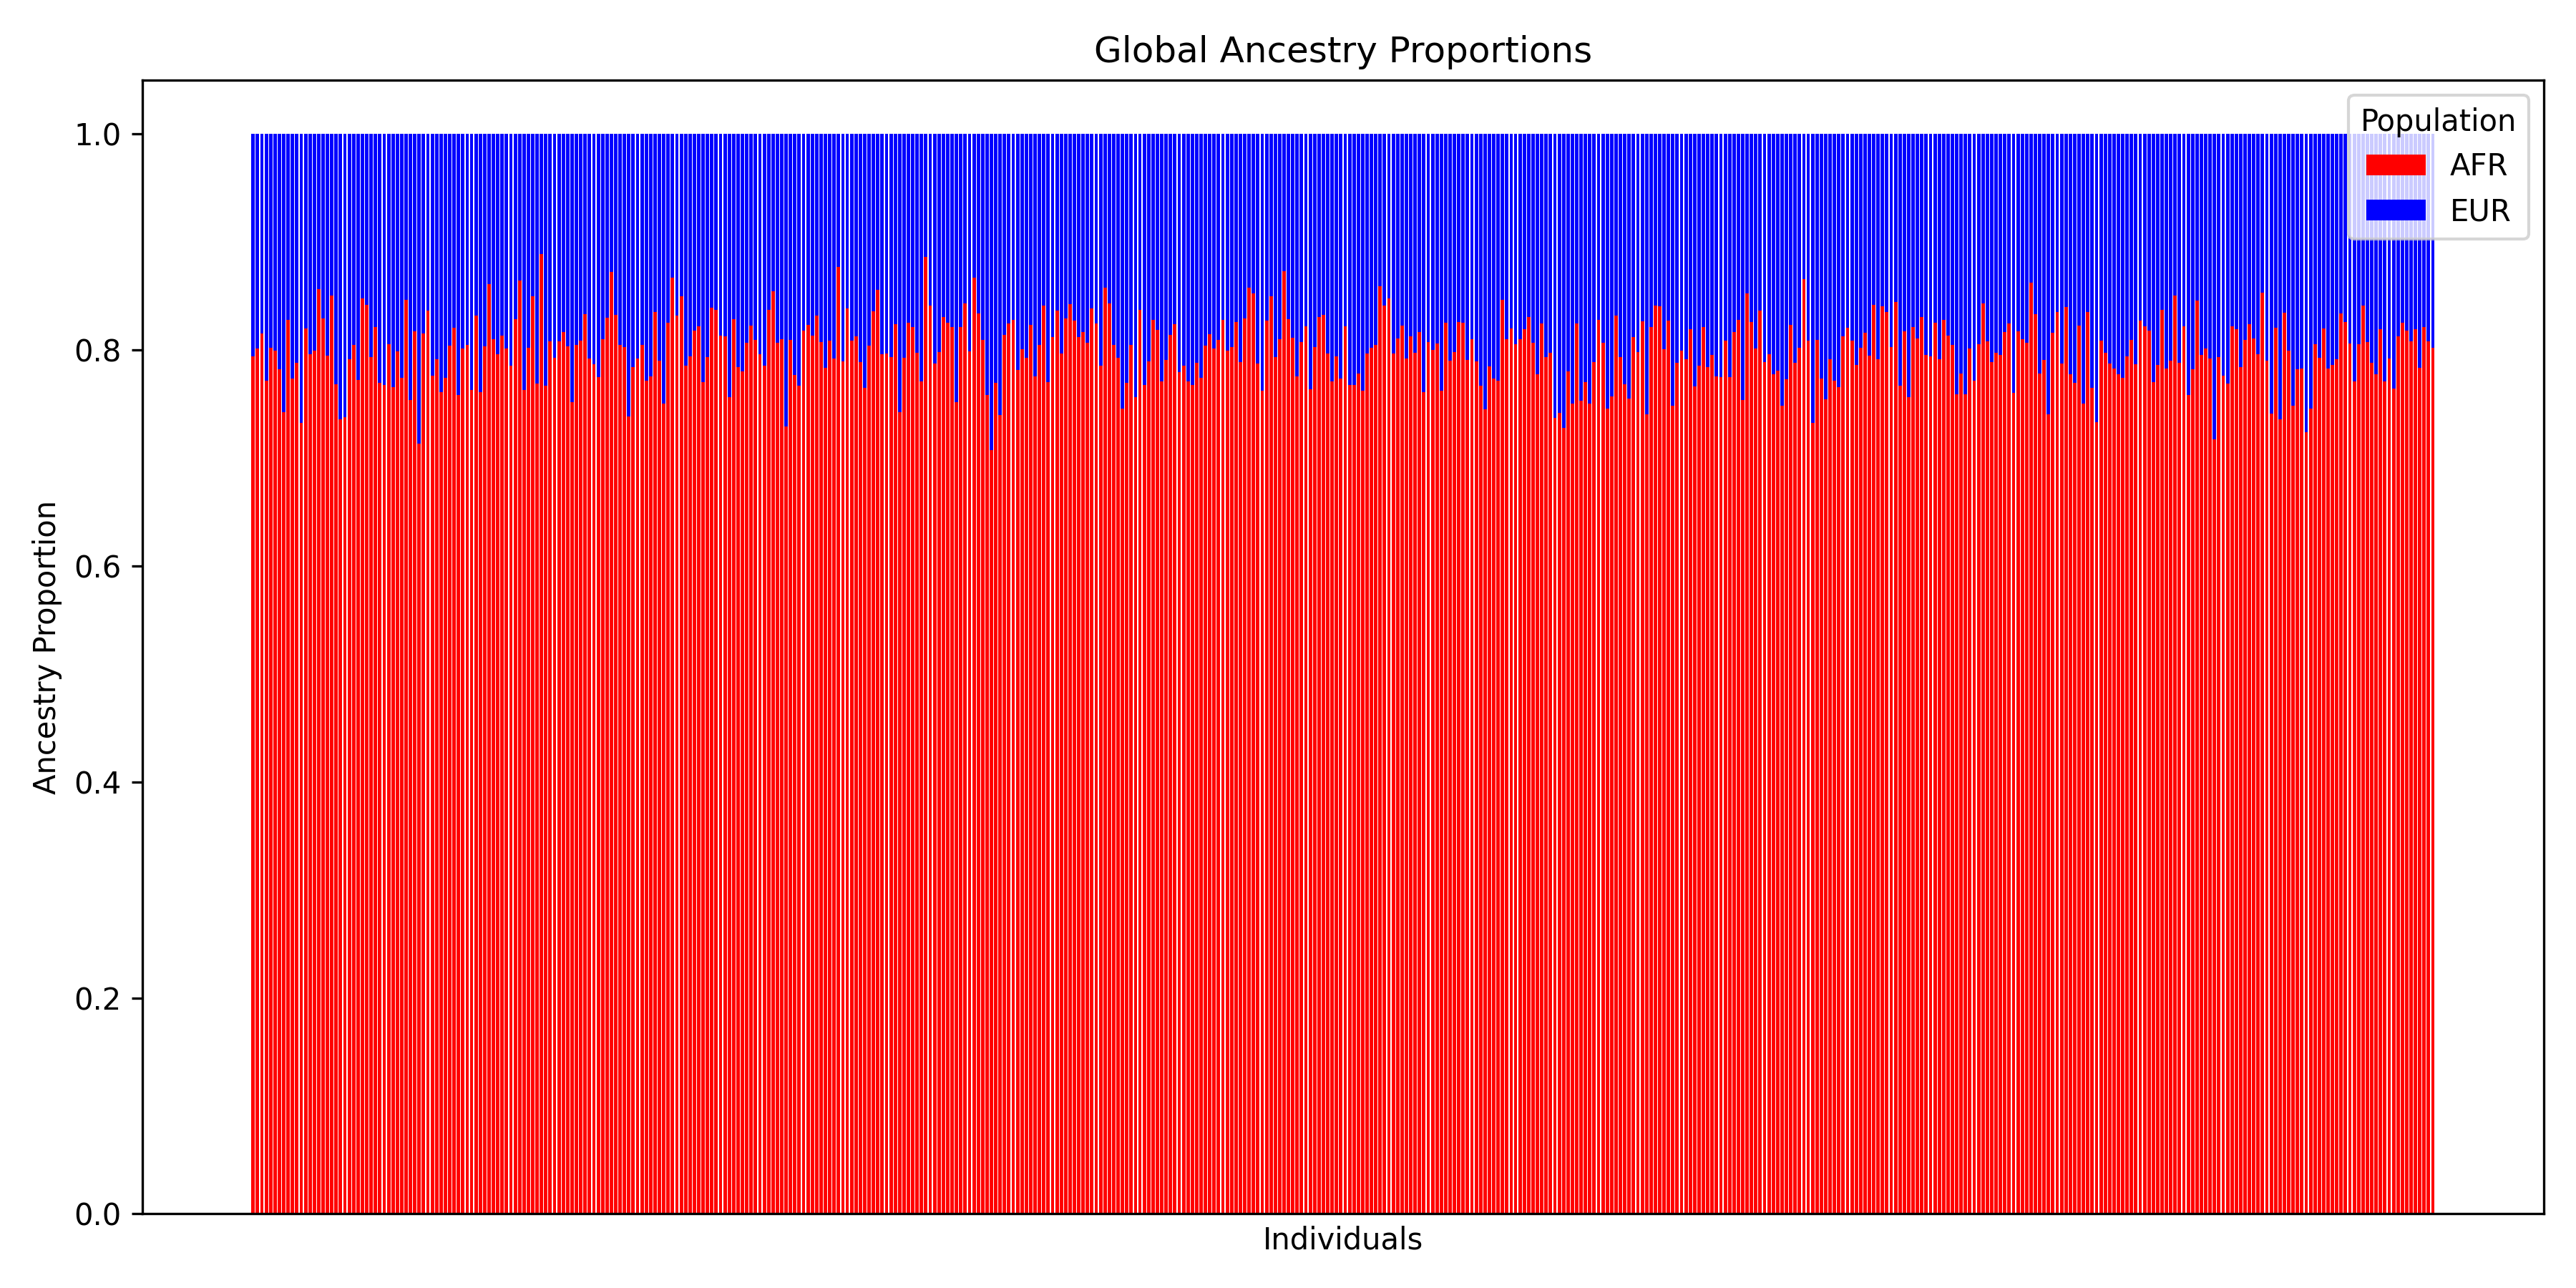 Global Ancestry Proportions
Population
AFR
EUR
1.0
0.8
0.6
0.4
0.2
0.0
Ancestry Proportion
Individuals